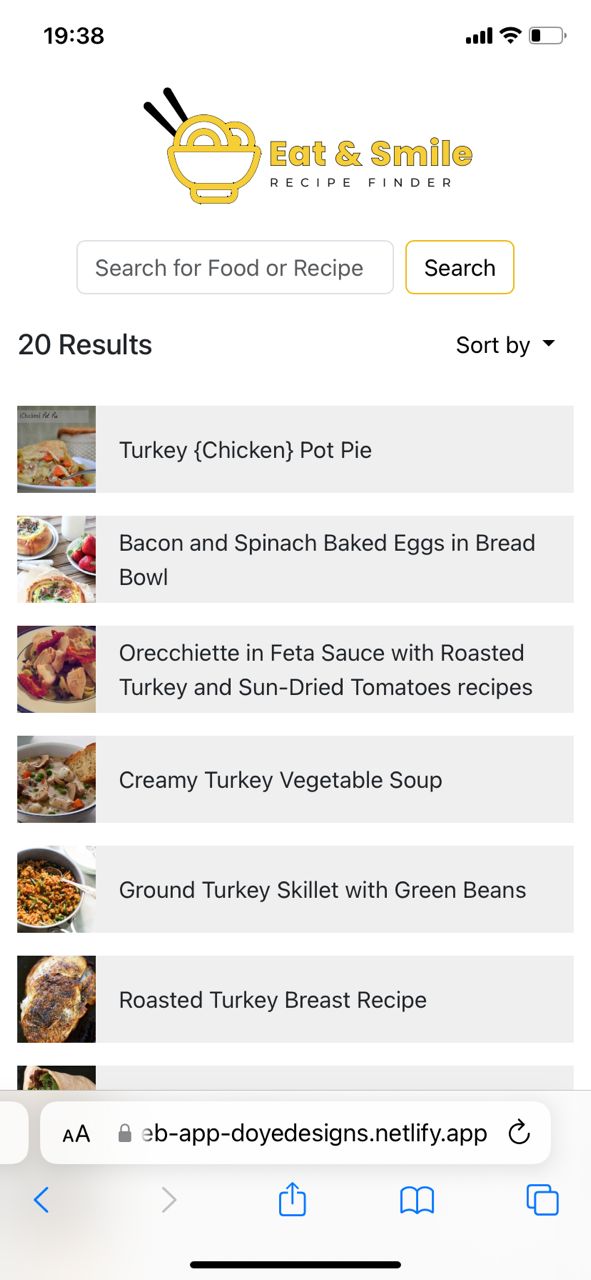 19:38
Eat & Smile
RECIPE FINDER
Search for Food or Recipe
Search
20 Results
Sort by
Turkey {Chicken} Pot Pie
Bacon and Spinach Baked Eggs in Bread
Bowl
Orecchiette in Feta Sauce with Roasted
Turkey and Sun-Dried Tomatoes recipes
Creamy Turkey Vegetable Soup
Ground Turkey Skillet with Green Beans
Roasted Turkey Breast Recipe
AA
eb-app-doyedesigns.netlify.app